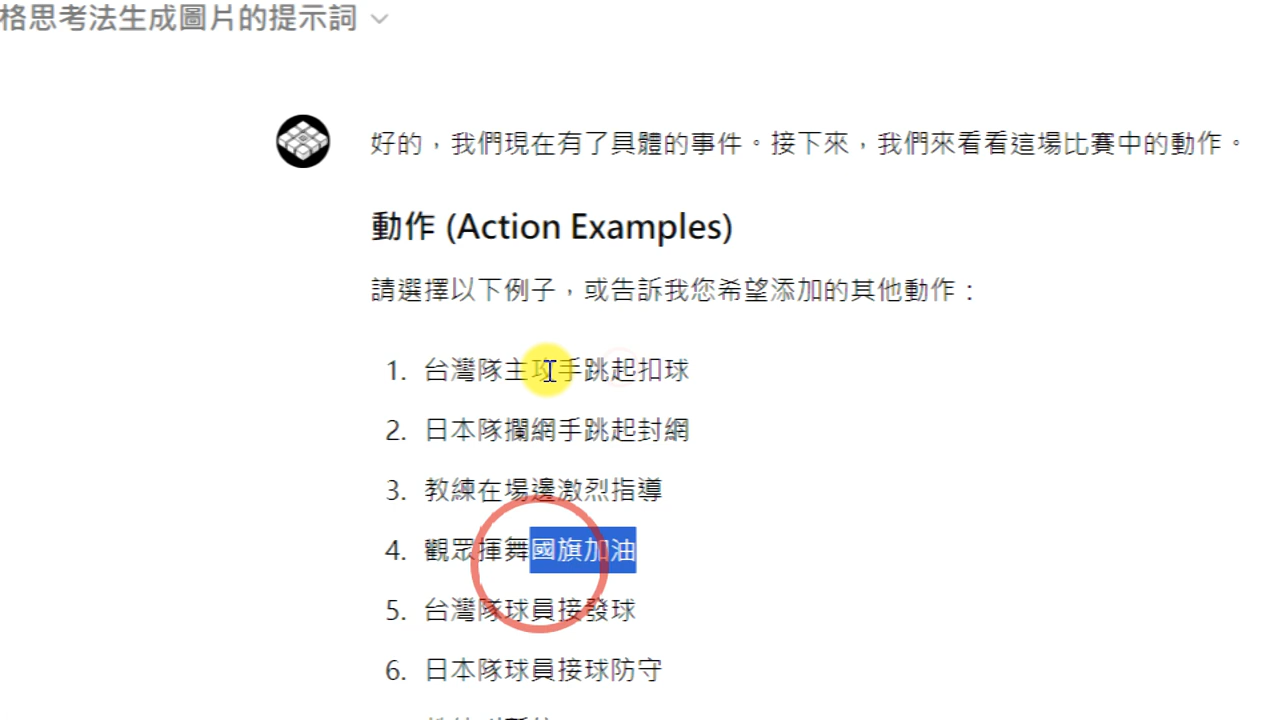 格思考法生成圖片的提示詞
好的，我們現在有了具體的事件。接下來，我們來看看這場比賽中的動作。
動作 (Action Examples)
請選擇以下例子，或告訴我您希望添加的其他動作：
1. 台灣隊主攻手跳起扣球
2. 日本隊攔網手跳起封網
3. 教練在場邊激烈指導
4. 觀眾揮舞國旗加油
5. 台灣隊球員接發球
6. 日本隊球員接球防守